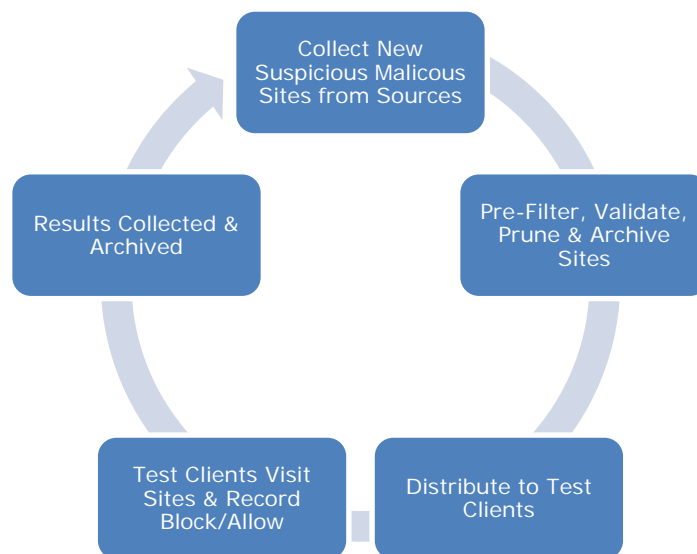 Collect New
Suspicious Malicous
Sites from Sources
Pre-Filter, Validate,
Prune & Archive
Sites
Distribute to Test
Clients
Test Clients Visit
Sites & Record
Block/Allow
Results Collected &
Archived